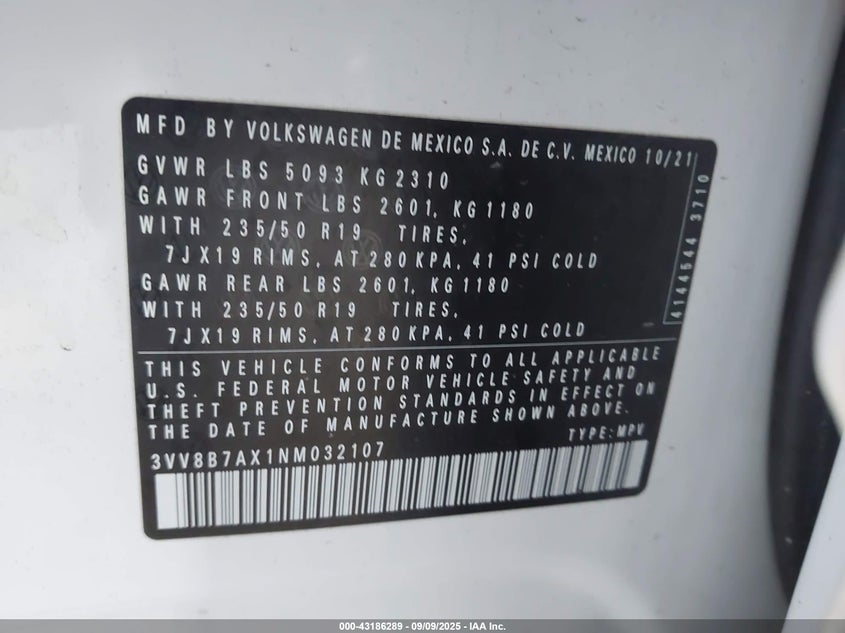 MFD BY VOLKSWAGEN DE MEXICO S.A. DE C.V. MEXICO 10/21
GVWR LBS 5093 KG 2310
GAWR FRONT LBS 2601, KG 1180
WITH 235/50 R19 TIRES,
7JX19 RIMS, AT 280 KPA, 41 PSI COLD
GAWR REAR LBS 2601, KG 1180
WITH 235/50 R19 TIRES,
7JX19 RIMS, AT 280 KPA, 41 PSI COLD
4144544 3710
THIS VEHICLE CONFORMS TO ALL APPLICABLE
U.S. FEDERAL MOTOR VEHICLE SAFETY AND
THEFT PREVENTION STANDARDS IN EFFECT ON
THE DATE OF MANUFACTURE SHOWN ABOVE.
TYPE: MPV
3VV8B7AX1NM032107
000-43186289 - 09/09/2025 - IAA Inc.